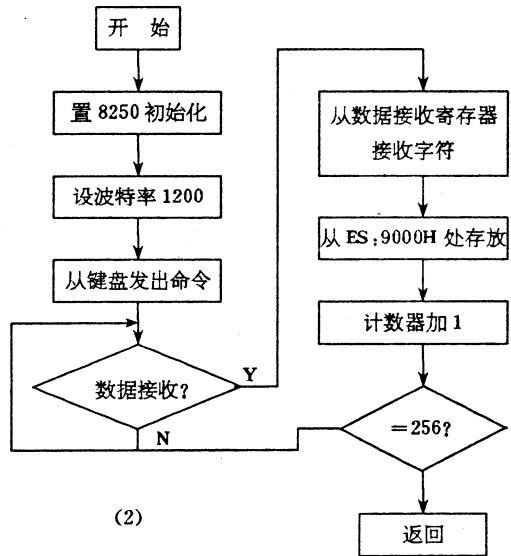 开 始
置 8250 初始化
设波特率 1200
从键盘发出命令
数据接收?
Y
N
从数据接收寄存器
接收字符
从 ES:9000H 处存放
计数器加 1
=256?
返回
(2)